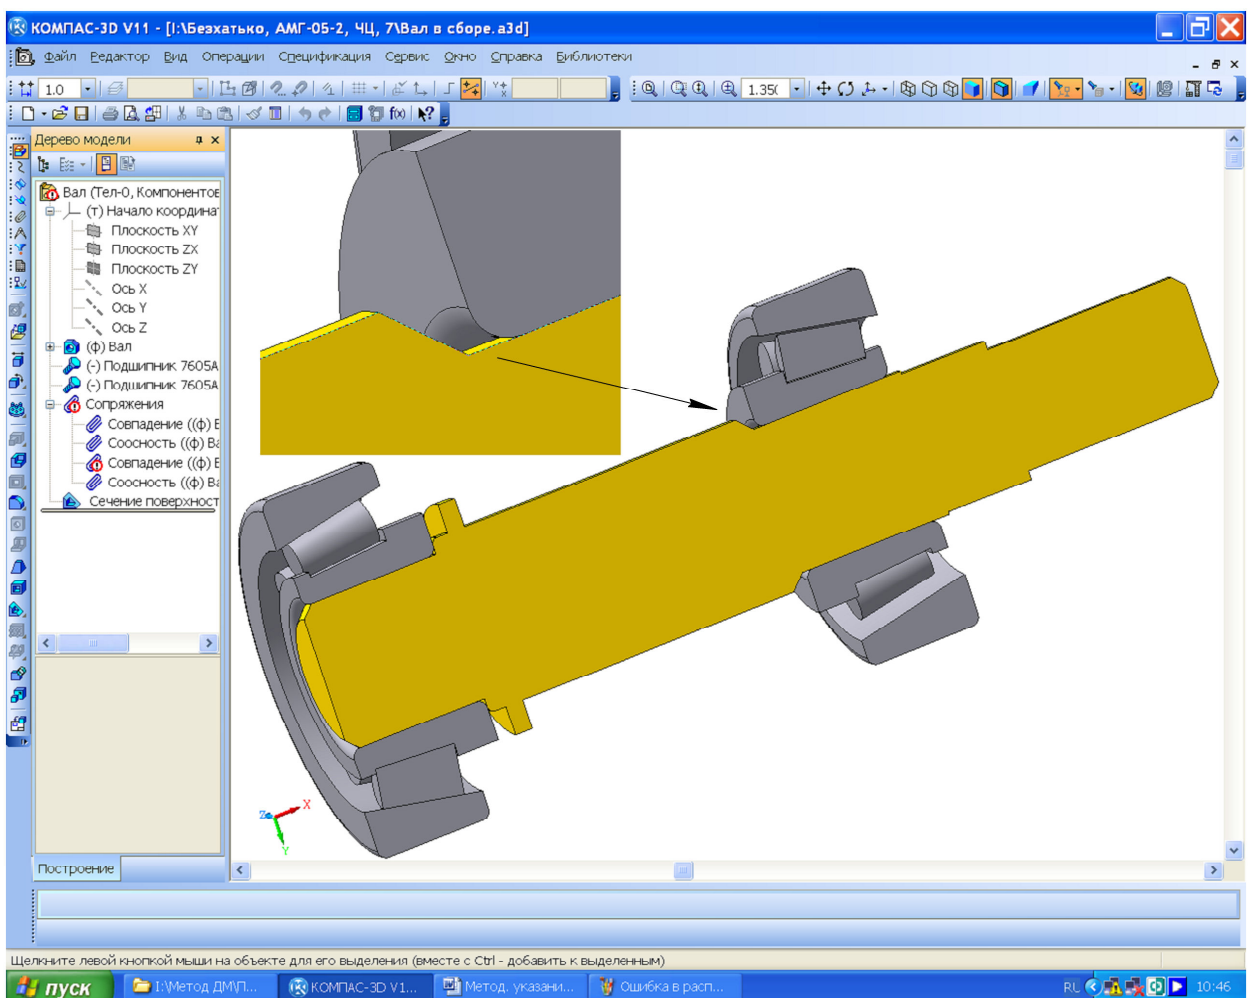 КОМПАС-3D V11 - [I:\Безхатько, АМГ-05-2, ЧЦ, 7\Вал в сборе.a3d]
Файл Редактор Вид Операции Спецификация Сервис Окно Справка Библиотеки
1.0
1.35(
f(x)
Дерево модели
Вал (Тел-0, Компонентов
(т) Начало координа
Плоскость XY
Плоскость ZX
Плоскость ZY
Ось X
Ось Y
Ось Z
(ф) Вал
(-) Подшипник 7605А
(-) Подшипник 7605А
Сопряжения
Совпадение ((ф) В
Соосность ((ф) Ва
Совпадение ((ф) В
Соосность ((ф) Ва
Сечение поверхност
Z X
Y
Построение
Щелкните левой кнопкой мыши на объекте для его выделения (вместе с Ctrl - добавить к выделенным)
пуск I:\Метод ДМ\П... КОМПАС-3D V1... Метод. указани... Ошибка в расп... RU 10:46